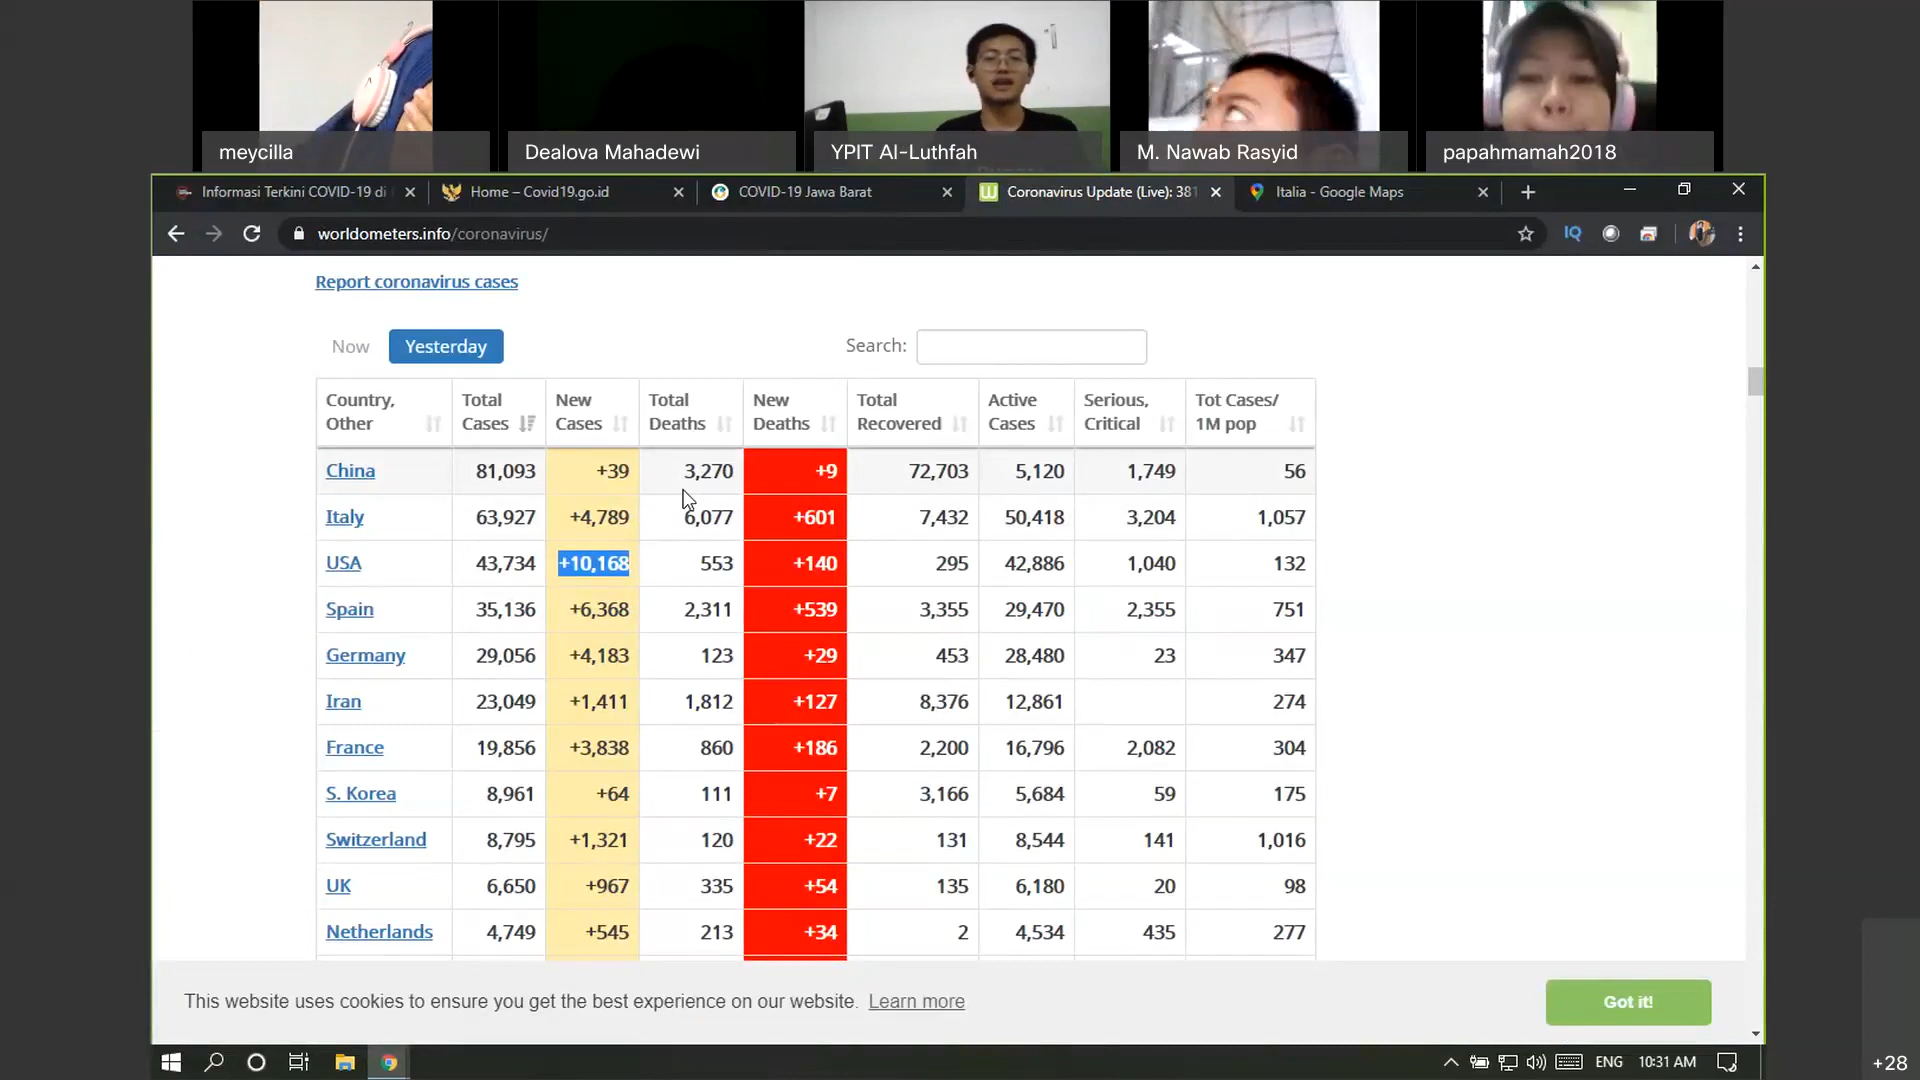 meycilla
Dealova Mahadewi
YPIT Al-Luthfah
M. Nawab Rasyid
papahmamah2018
Informasi Terkini COVID-19 di
Home – Covid19.go.id
COVID-19 Jawa Barat
Coronavirus Update (Live): 381
Italia - Google Maps
worldometers.info/coronavirus/
IQ
Report coronavirus cases
Now Yesterday Search:
Country, Other Total Cases New Cases Total Deaths New Deaths Total Recovered Active Cases Serious, Critical Tot Cases/ 1M pop
China 81,093 +39 3,270 +9 72,703 5,120 1,749 56
Italy 63,927 +4,789 6,077 +601 7,432 50,418 3,204 1,057
USA 43,734 +10,168 553 +140 295 42,886 1,040 132
Spain 35,136 +6,368 2,311 +539 3,355 29,470 2,355 751
Germany 29,056 +4,183 123 +29 453 28,480 23 347
Iran 23,049 +1,411 1,812 +127 8,376 12,861 274
France 19,856 +3,838 860 +186 2,200 16,796 2,082 304
S. Korea 8,961 +64 111 +7 3,166 5,684 59 175
Switzerland 8,795 +1,321 120 +22 131 8,544 141 1,016
UK 6,650 +967 335 +54 135 6,180 20 98
Netherlands 4,749 +545 213 +34 2 4,534 435 277
This website uses cookies to ensure you get the best experience on our website. Learn more
Got it!
ENG 10:31 AM
+28